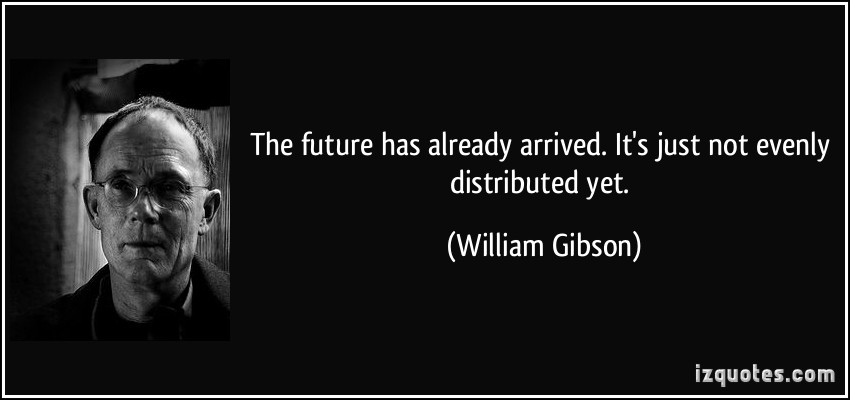 The future has already arrived. It's just not evenly
distributed yet.
(William Gibson)
izquotes.com